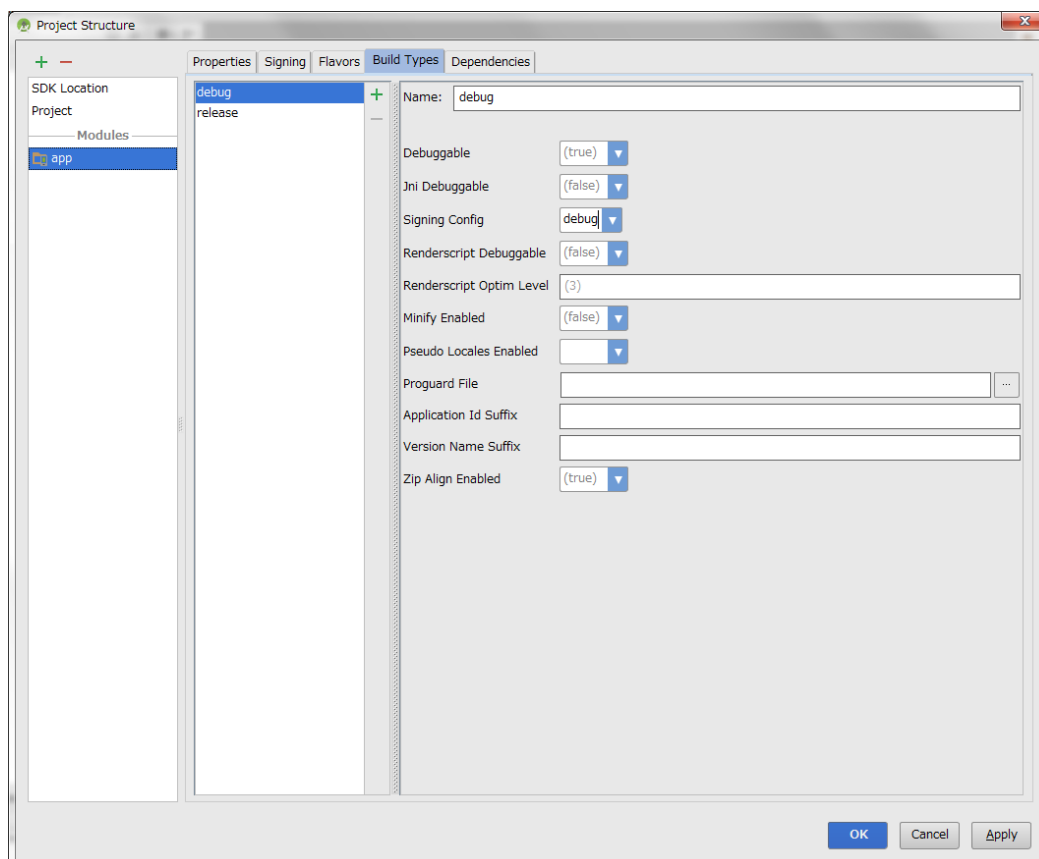 Project Structure
Properties Signing Flavors Build Types Dependencies
SDK Location
Project
Modules
app
debug
release
Name: debug
Debuggable (true)
Jni Debuggable (false)
Signing Config debug
Renderscript Debuggable (false)
Renderscript Optim Level (3)
Minify Enabled (false)
Pseudo Locales Enabled
Proguard File ...
Application Id Suffix
Version Name Suffix
Zip Align Enabled (true)
OK Cancel Apply